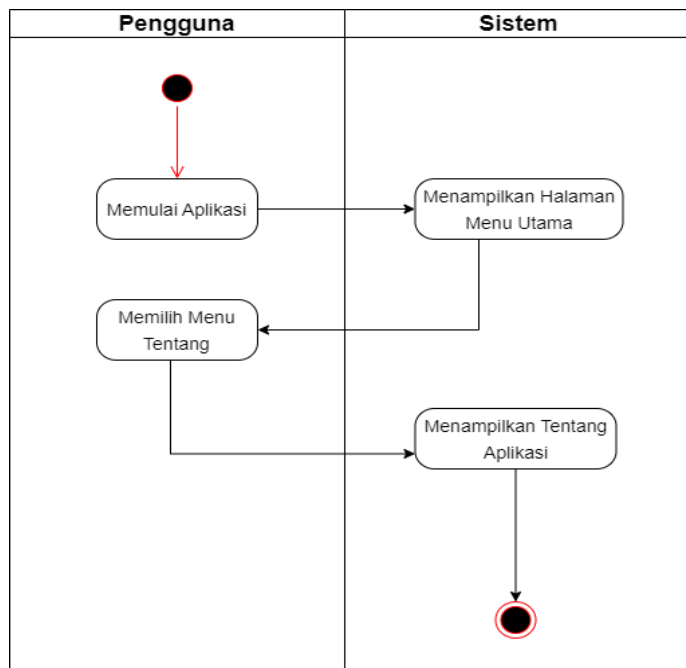 Pengguna
Sistem
Memulai Aplikasi
Menampilkan Halaman
Menu Utama
Memilih Menu
Tentang
Menampilkan Tentang
Aplikasi